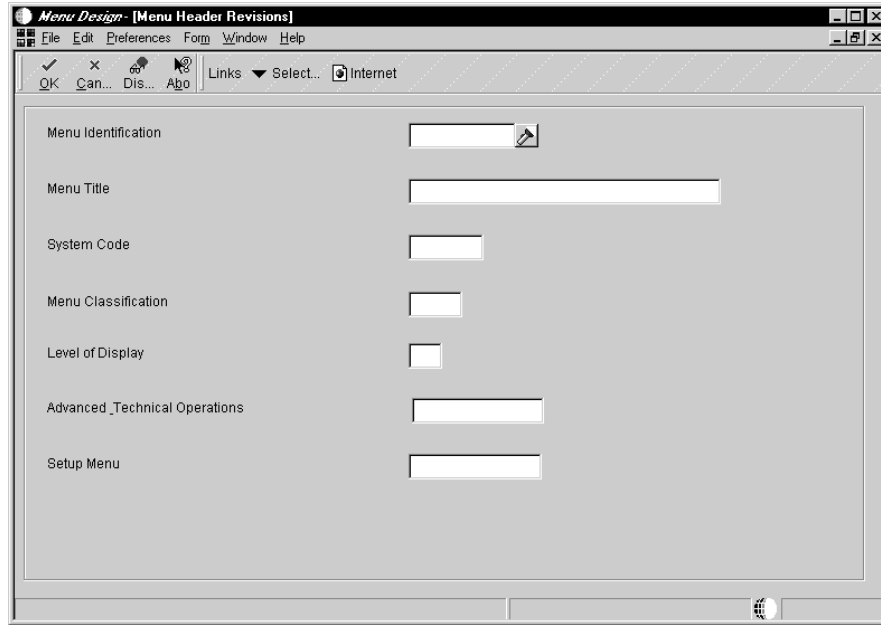 Menu Design - [Menu Header Revisions]
File Edit Preferences Form Window Help
OK Can... Dis... Abo Links Select... Internet
Menu Identification
Menu Title
System Code
Menu Classification
Level of Display
Advanced _Technical Operations
Setup Menu